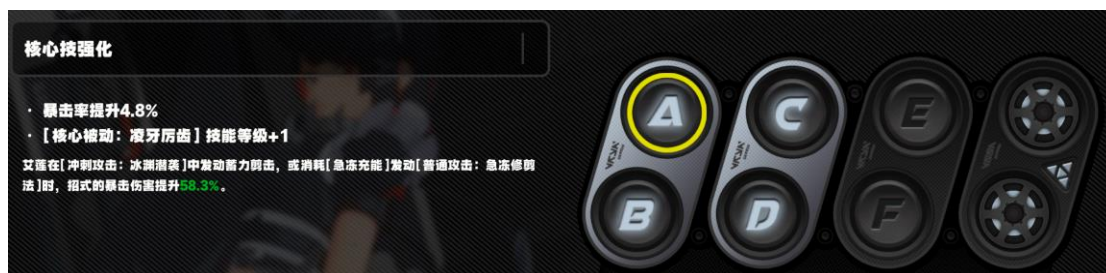 核心技强化
· 暴击率提升4.8%
· [核心被动：凌牙厉齿] 技能等级+1
艾莲在[冲刺攻击：冰渊潜袭]中发动蓄力剪击，或消耗[急冻充能]发动[普通攻击：急冻修剪
法]时，招式的暴击伤害提升58.3%。
A
C
E
B
D
F